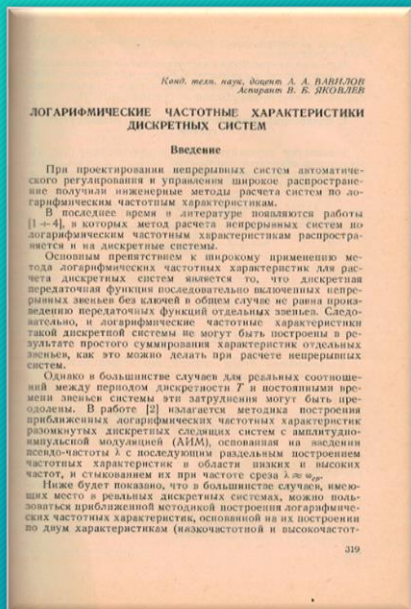 Канд. техн. наук, доцент А. А. ВАВИЛОВ
Аспирант В. Б. ЯКОВЛЕВ
ЛОГАРИФМИЧЕСКИЕ ЧАСТОТНЫЕ ХАРАКТЕРИСТИКИ
ДИСКРЕТНЫХ СИСТЕМ
Введение
При проектировании непрерывных систем автоматиче-
ского регулирования и управления широкое распростране-
ние получили инженерные методы расчета систем по ло-
гарифмическим частотным характеристикам.
В последнее время в литературе появляются работы
[1÷4], в которых метод расчета непрерывных систем по
логарифмическим частотным характеристикам распростра-
няется и на дискретные системы.
Основным препятствием к широкому применению ме-
тода логарифмических частотных характеристик для рас-
чета дискретных систем является то, что дискретная
передаточная функция последовательно включенных непре-
рывных звеньев без ключей в общем случае не равна произ-
ведению передаточных функций отдельных звеньев. Следо-
вательно, и логарифмические частотные характеристики
такой дискретной системы не могут быть построены в ре-
зультате простого суммирования характеристик отдельных
звеньев, как это можно делать при расчете непрерывных
систем.
Однако в большинстве случаев для реальных соотноше-
ний между периодом дискретности T и постоянными вре-
мени звеньев системы эти затруднения могут быть пре-
одолены. В работе [2] излагается методика построения
приближенных логарифмических частотных характеристик
разомкнутых дискретных следящих систем с амплитудно-
импульсной модуляцией (АИМ), основанная на введении
псевдо-частоты λ с последующим раздельным построением
частотных характеристик в области низких и высоких
частот, и стыкованием их при частоте среза λ ≈ ω_ср.
Ниже будет показано, что в большинстве случаев, имею-
щих место в реальных дискретных системах, можно поль-
зоваться приближенной методикой построения логарифмиче-
ских частотных характеристик, основанной на их построении
по двум характеристикам (низкочастотной и высокочастот-
319